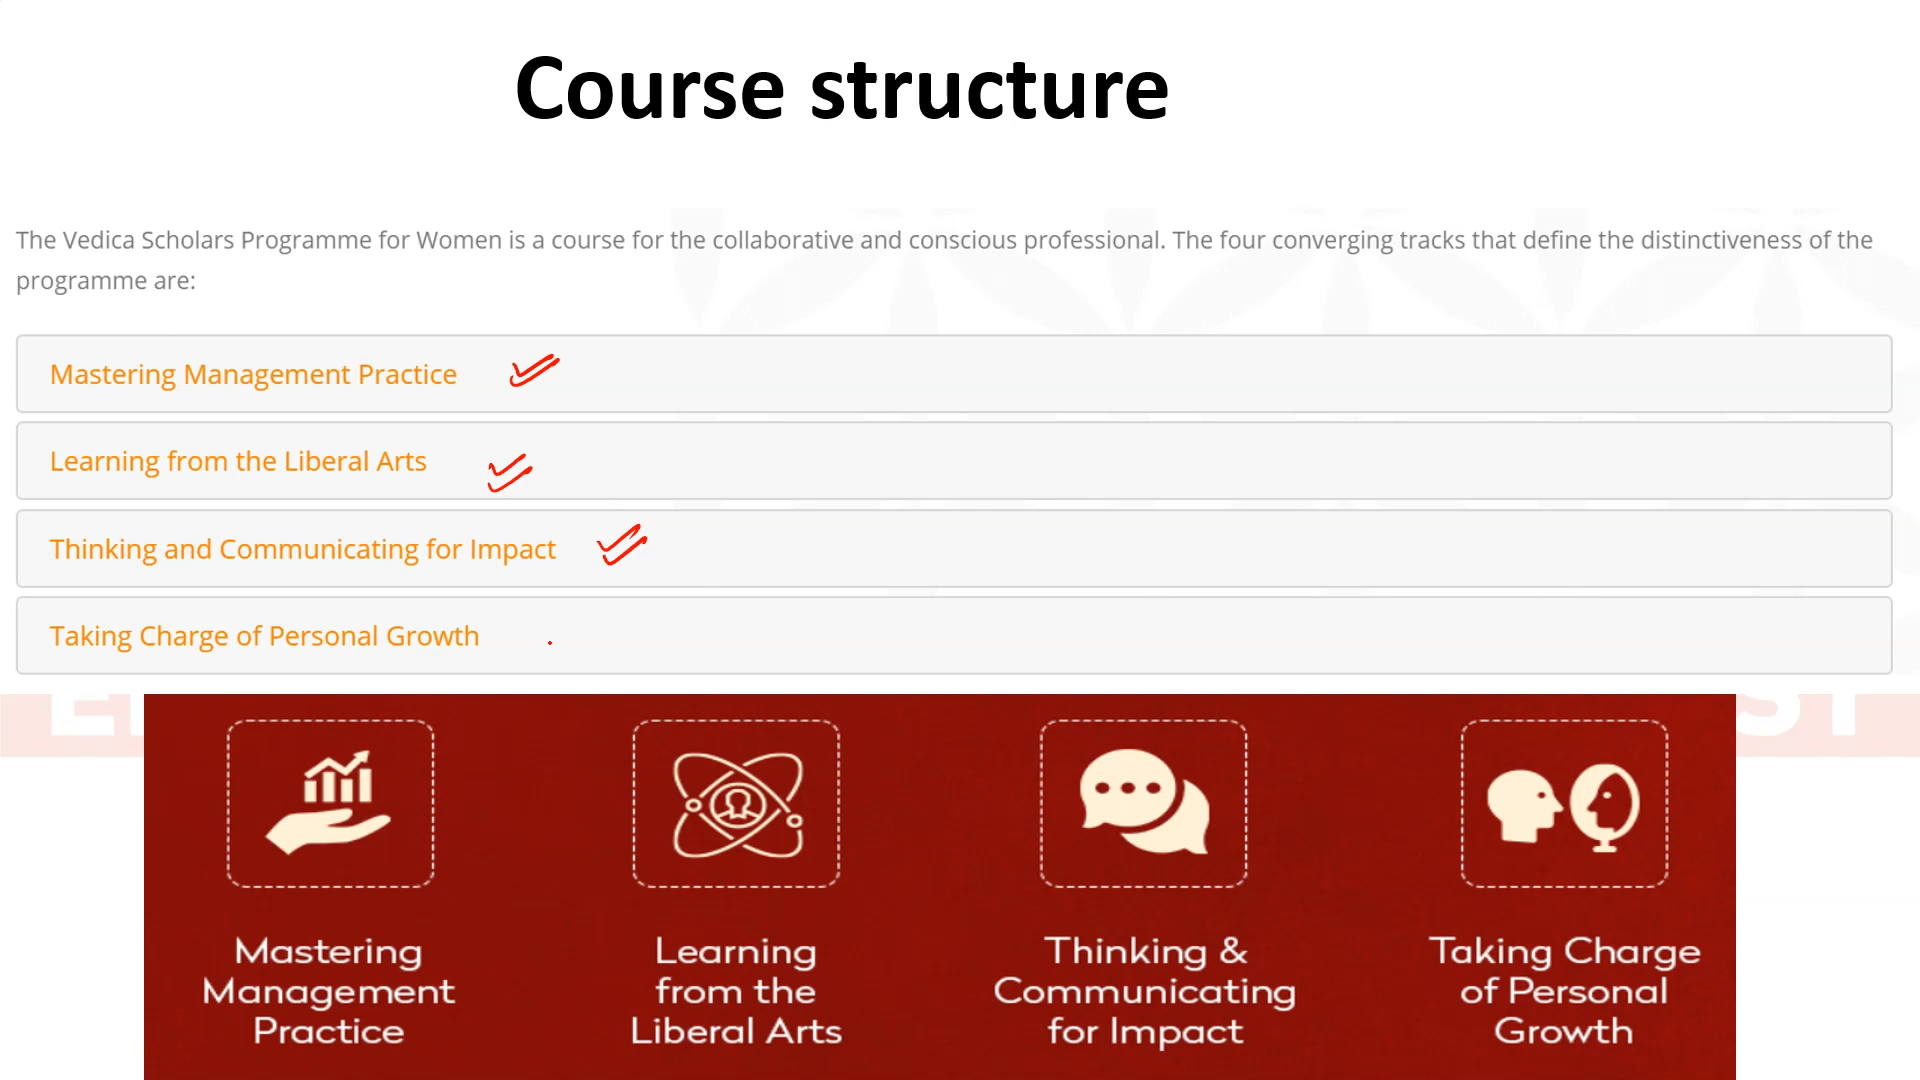 Course structure
The Vedica Scholars Programme for Women is a course for the collaborative and conscious professional. The four converging tracks that define the distinctiveness of the
programme are:
Mastering Management Practice
Learning from the Liberal Arts
Thinking and Communicating for Impact
Taking Charge of Personal Growth
Mastering
Management
Practice
Learning
from the
Liberal Arts
Thinking &
Communicating
for Impact
Taking Charge
of Personal
Growth